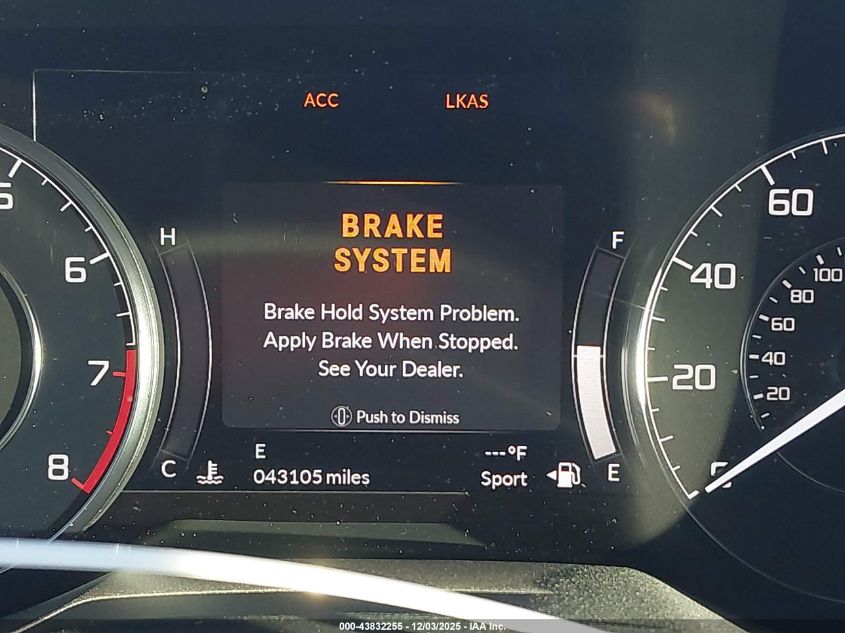 ACC LKAS
BRAKE
SYSTEM
Brake Hold System Problem.
Apply Brake When Stopped.
See Your Dealer.
Push to Dismiss
E ---°F
043105 miles Sport
H
C
F
E
5
6
7
8
60
40
20
0
100
80
60
40
20
000-43832255 - 12/03/2025 - IAA Inc.